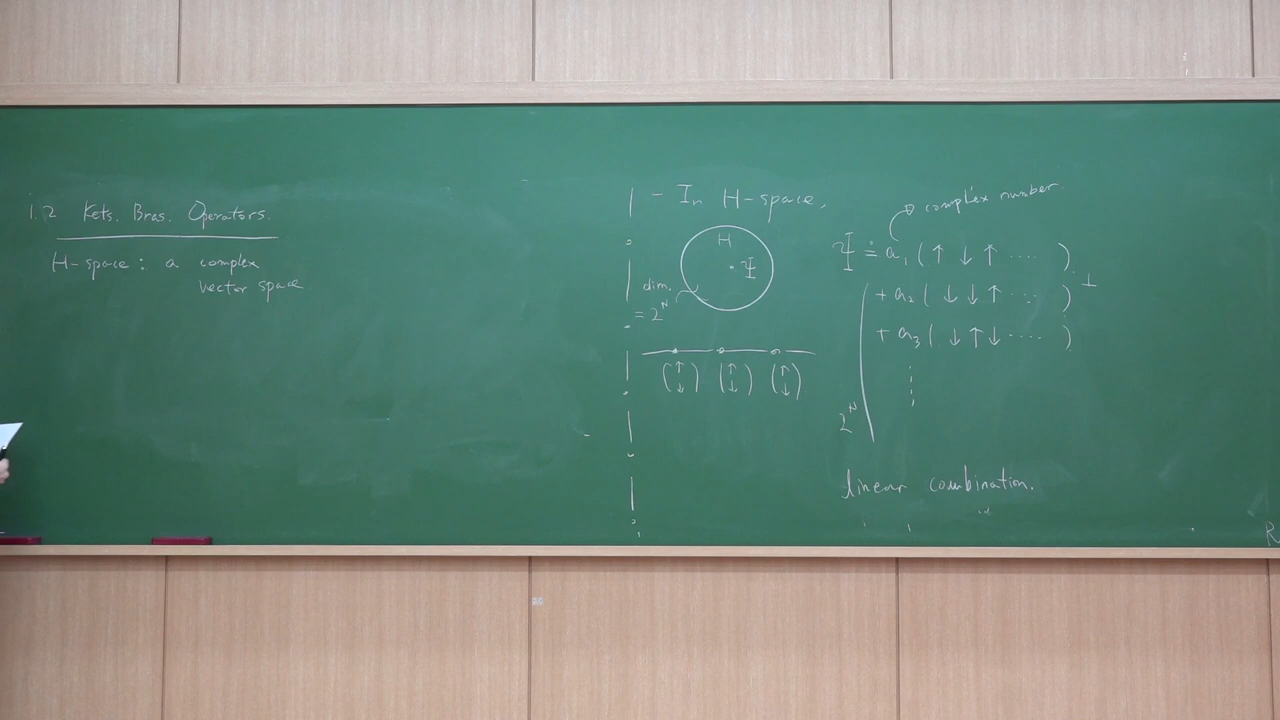 1.2 Kets. Bras. Operators.
H-space: a complex
vector space
- In H-space,
H
· Ψ
dim.
= 2^N
(↑↓) (↑↓) (↑↓)
complex number
Ψ ≐ a₁ ( ↑ ↓ ↑ ···· )
+ a₂ ( ↓ ↓ ↑ ···· ) ⊥
+ a₃ ( ↓ ↑ ↓ ···· )
2^N
linear combination.
R